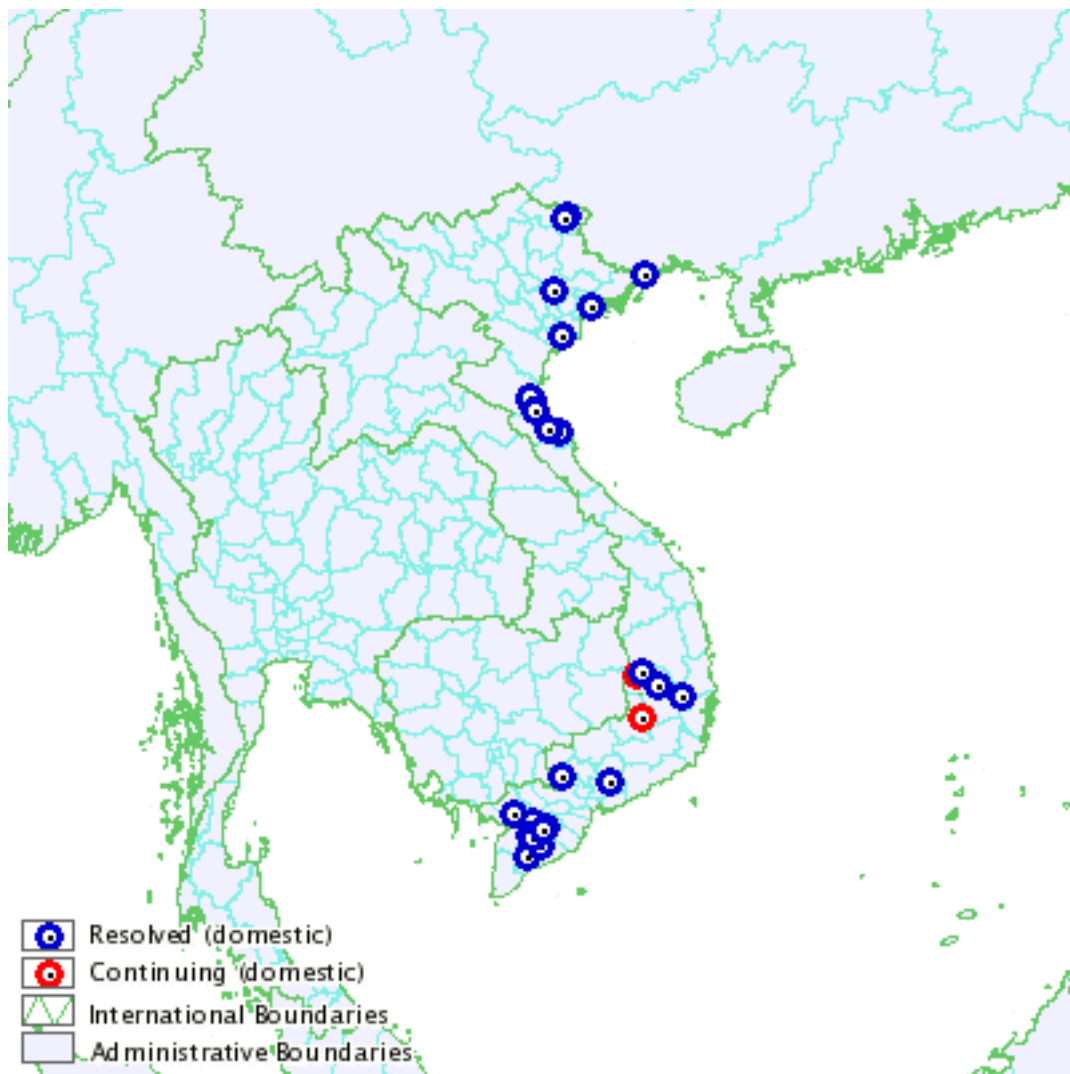 Resolved (domestic)
Continuing (domestic)
International Boundaries
Administrative Boundaries